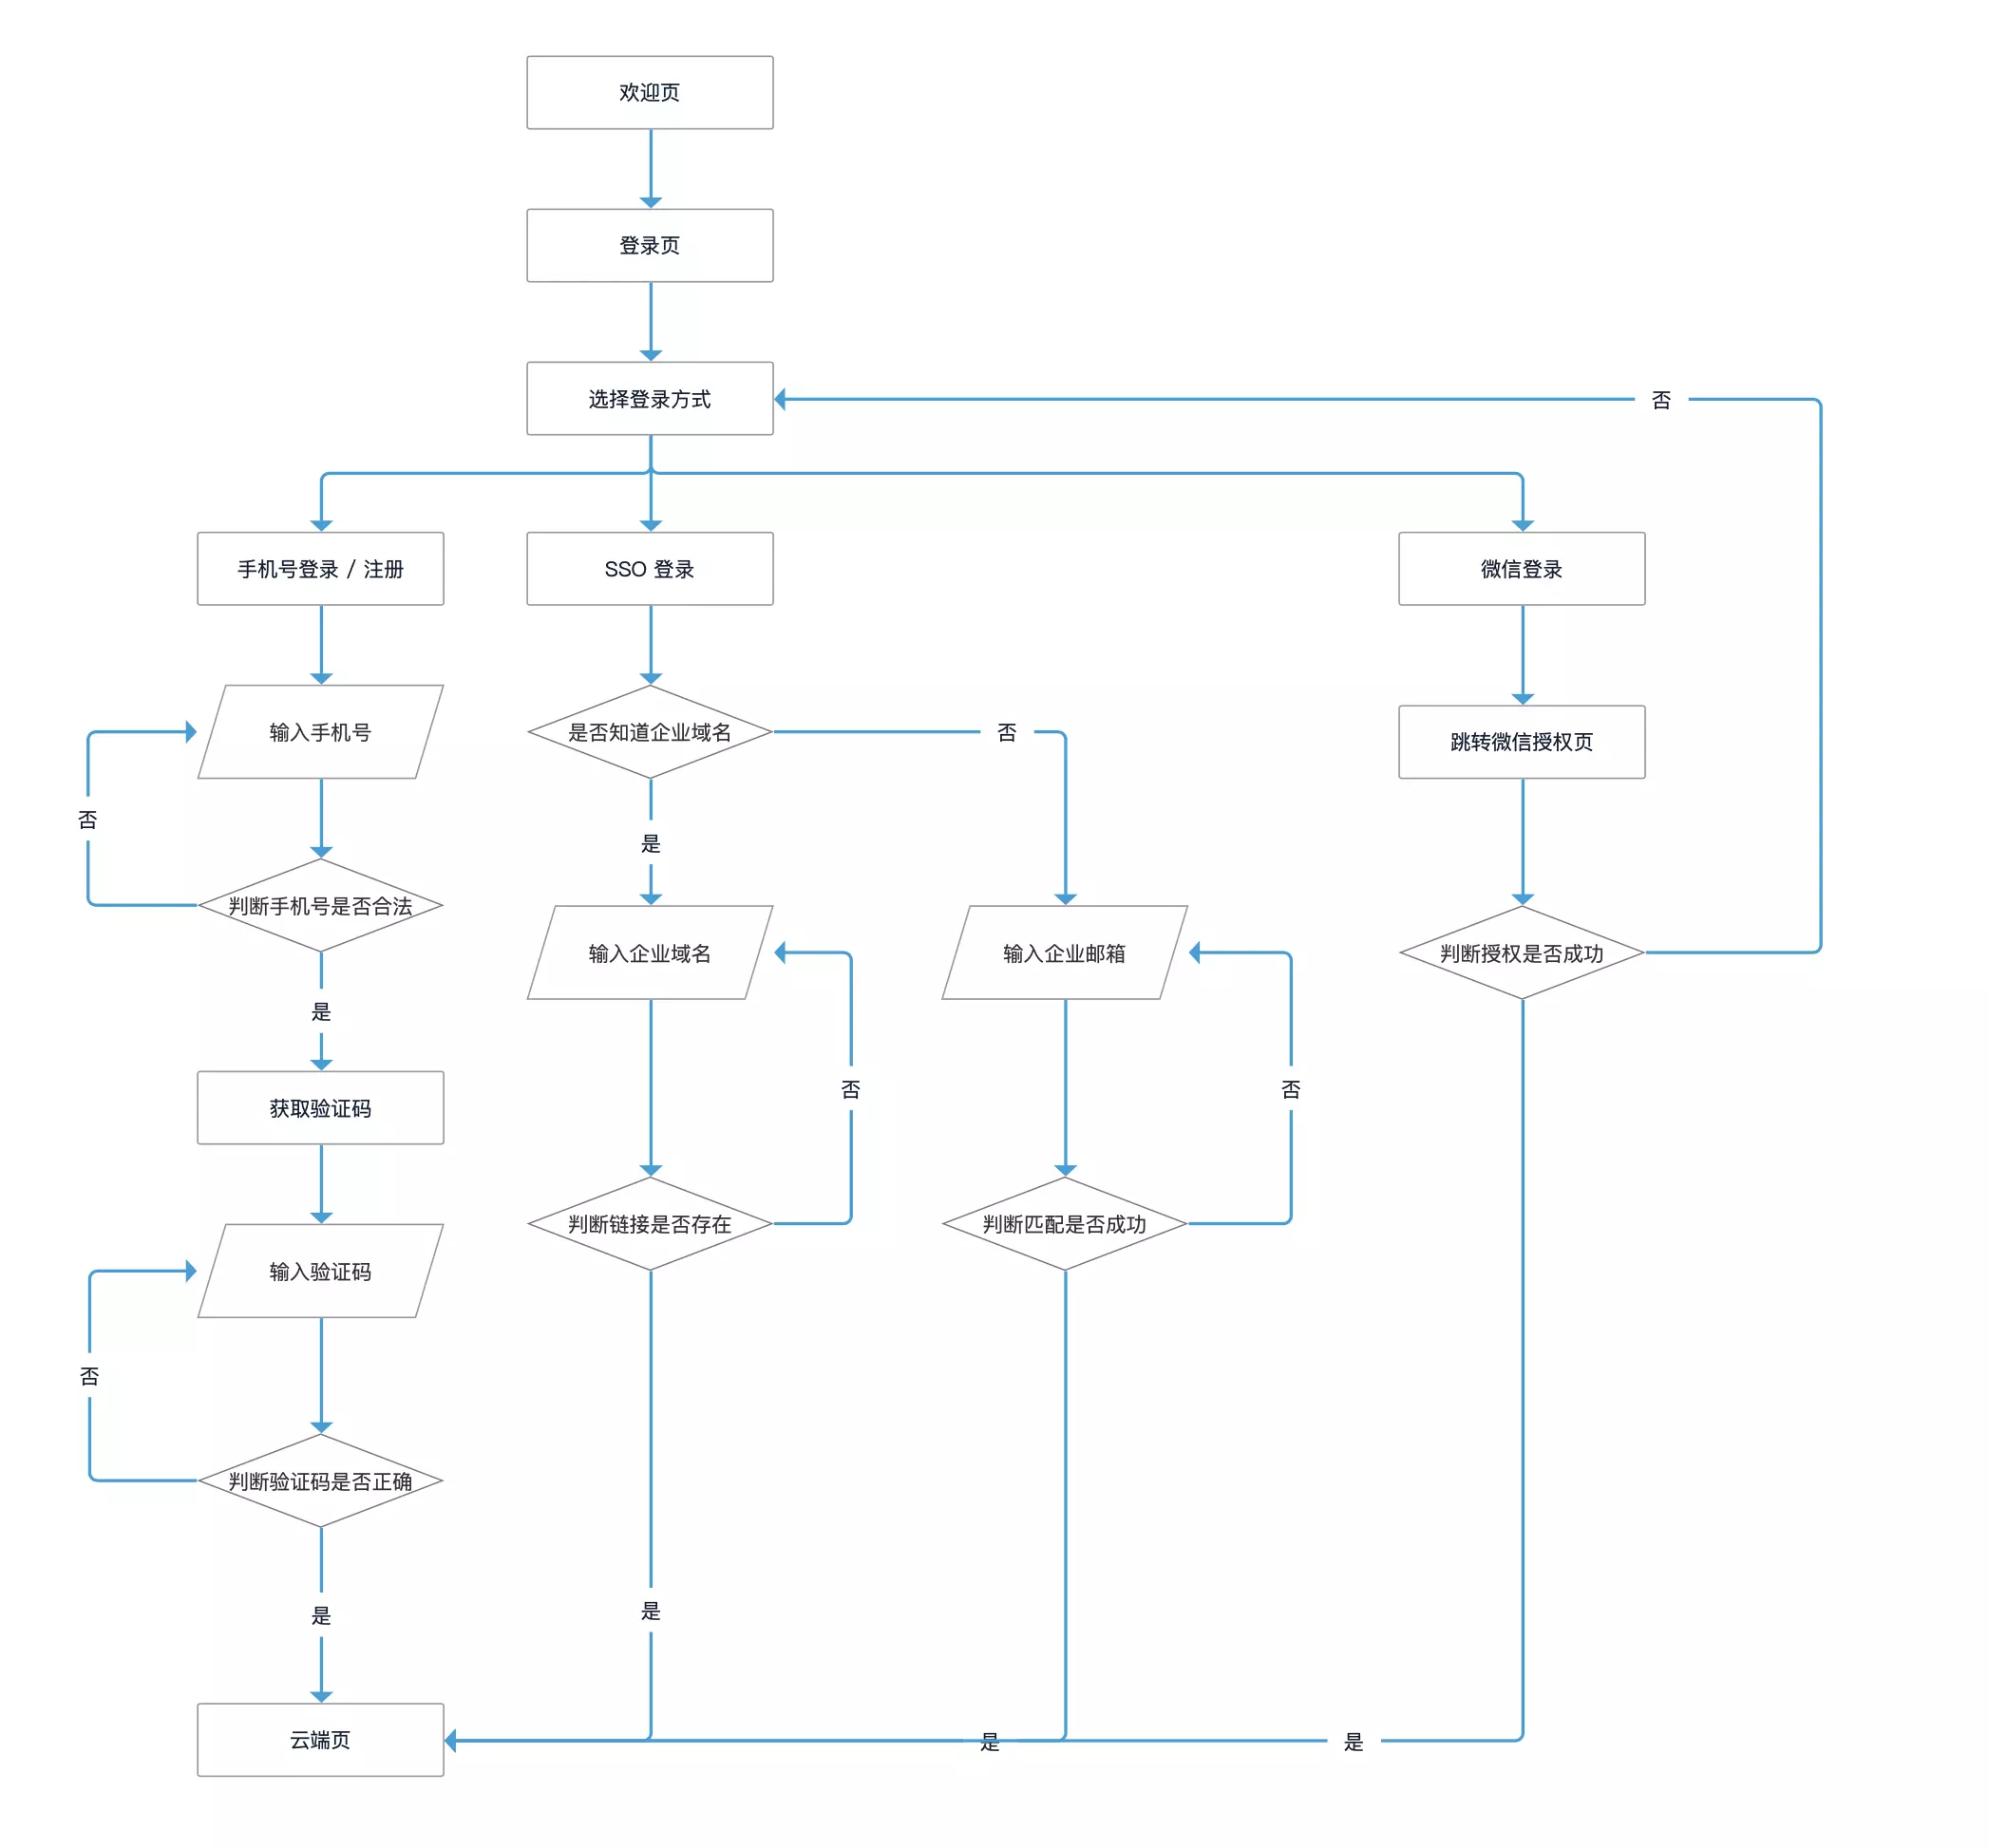 欢迎页
登录页
选择登录方式
否
手机号登录 / 注册
SSO 登录
微信登录
输入手机号
是否知道企业域名
否
跳转微信授权页
否
是
判断手机号是否合法
输入企业域名
输入企业邮箱
判断授权是否成功
是
否
否
获取验证码
判断链接是否存在
判断匹配是否成功
输入验证码
否
判断验证码是否正确
是
是
云端页
是
是